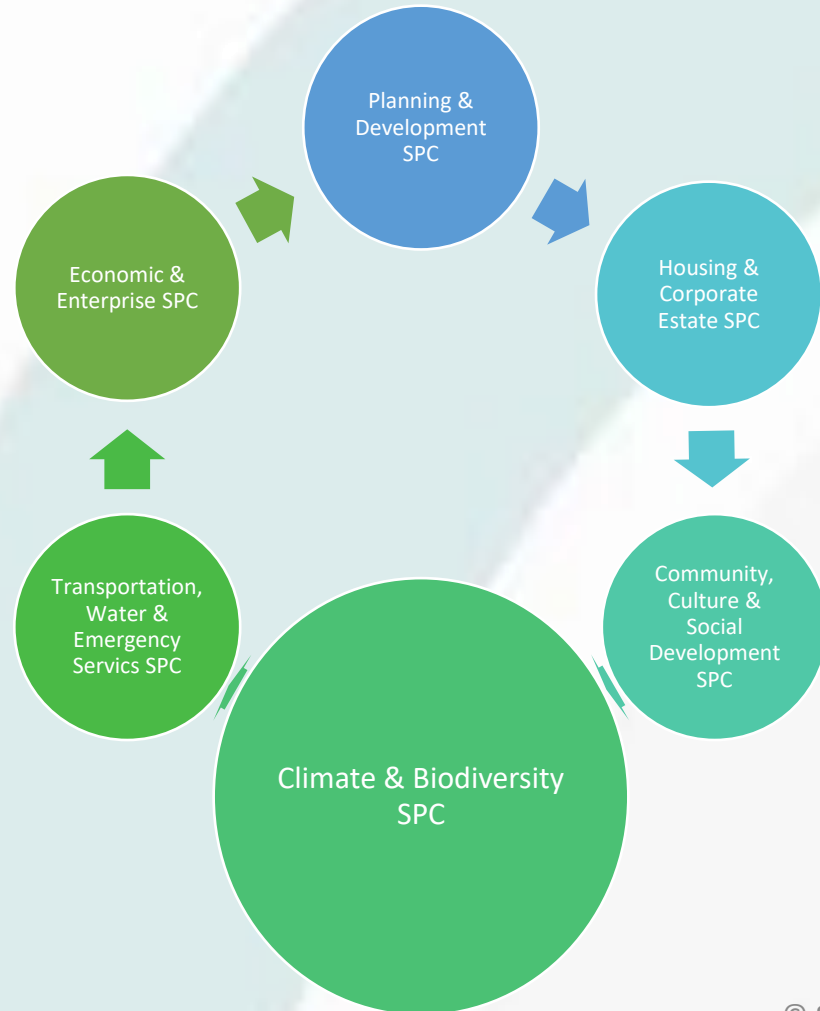 Planning &
Development
SPC
Housing &
Corporate
Estate SPC
Community,
Culture &
Social
Development
SPC
Climate & Biodiversity
SPC
Transportation,
Water &
Emergency
Servics SPC
Economic &
Enterprise SPC